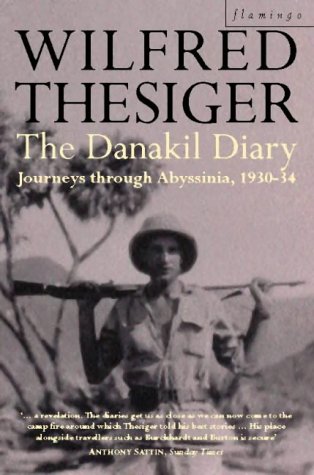 flamingo
WILFRED
THESIGER
The Danakil Diary
Journeys through Abyssinia, 1930-34
‘… a revelation. The diaries get us as close as we can now come to the
camp fire around which Thesiger told his best stories … His place
alongside travellers such as Burckhardt and Burton is secure’
ANTHONY SATTIN, Sunday Times